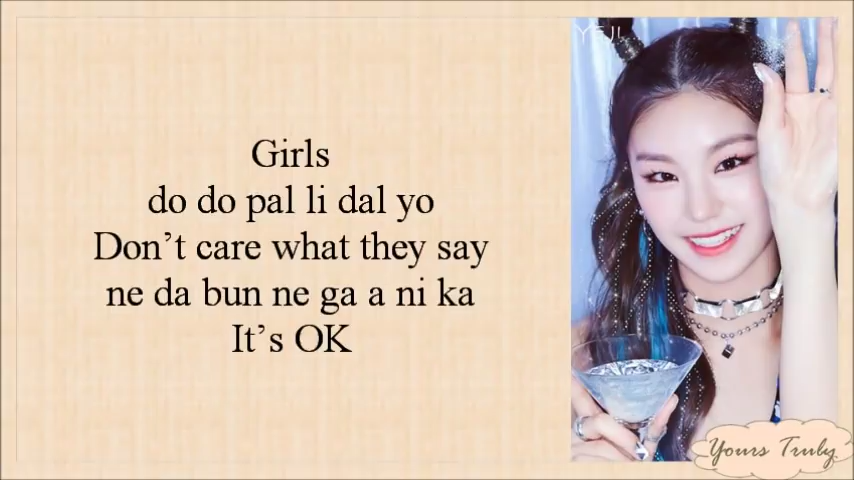 YEJI
Girls
do do pal li dal yo
Don’t care what they say
ne da bun ne ga a ni ka
It’s OK
Yours Truly